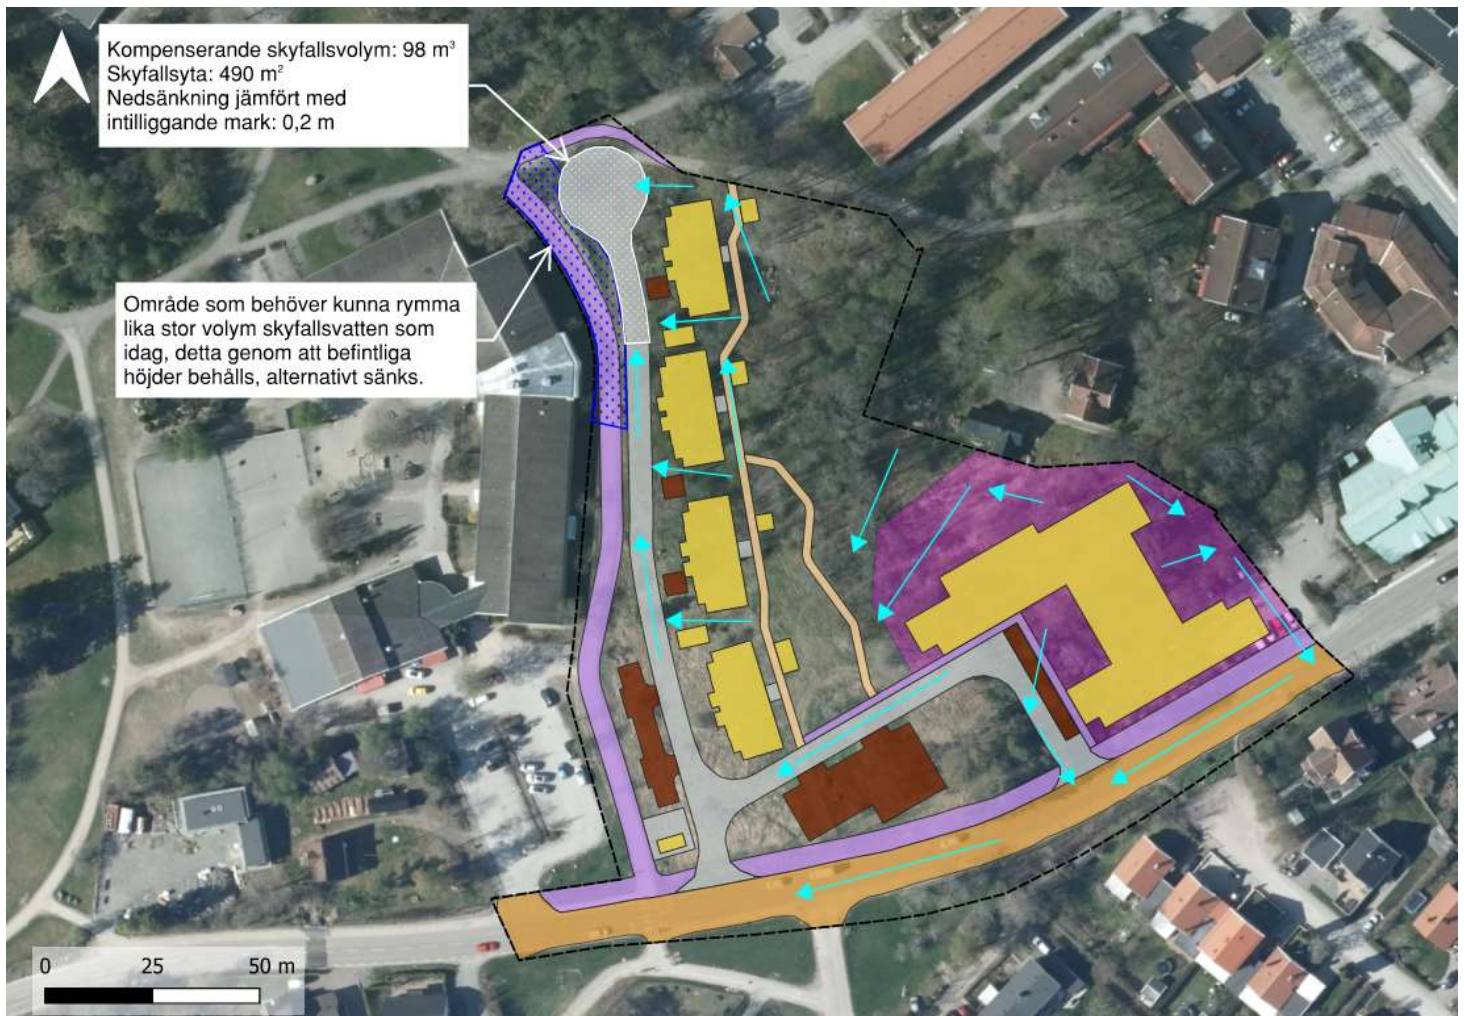 Kompenserande skyfallsvolym: 98 m³
Skyfallsyta: 490 m²
Nedsänkning jämfört med
intilliggande mark: 0,2 m
Område som behöver kunna rymma
lika stor volym skyfallsvatten som
idag, detta genom att befintliga
höjder behålls, alternativt sänks.
0 25 50 m